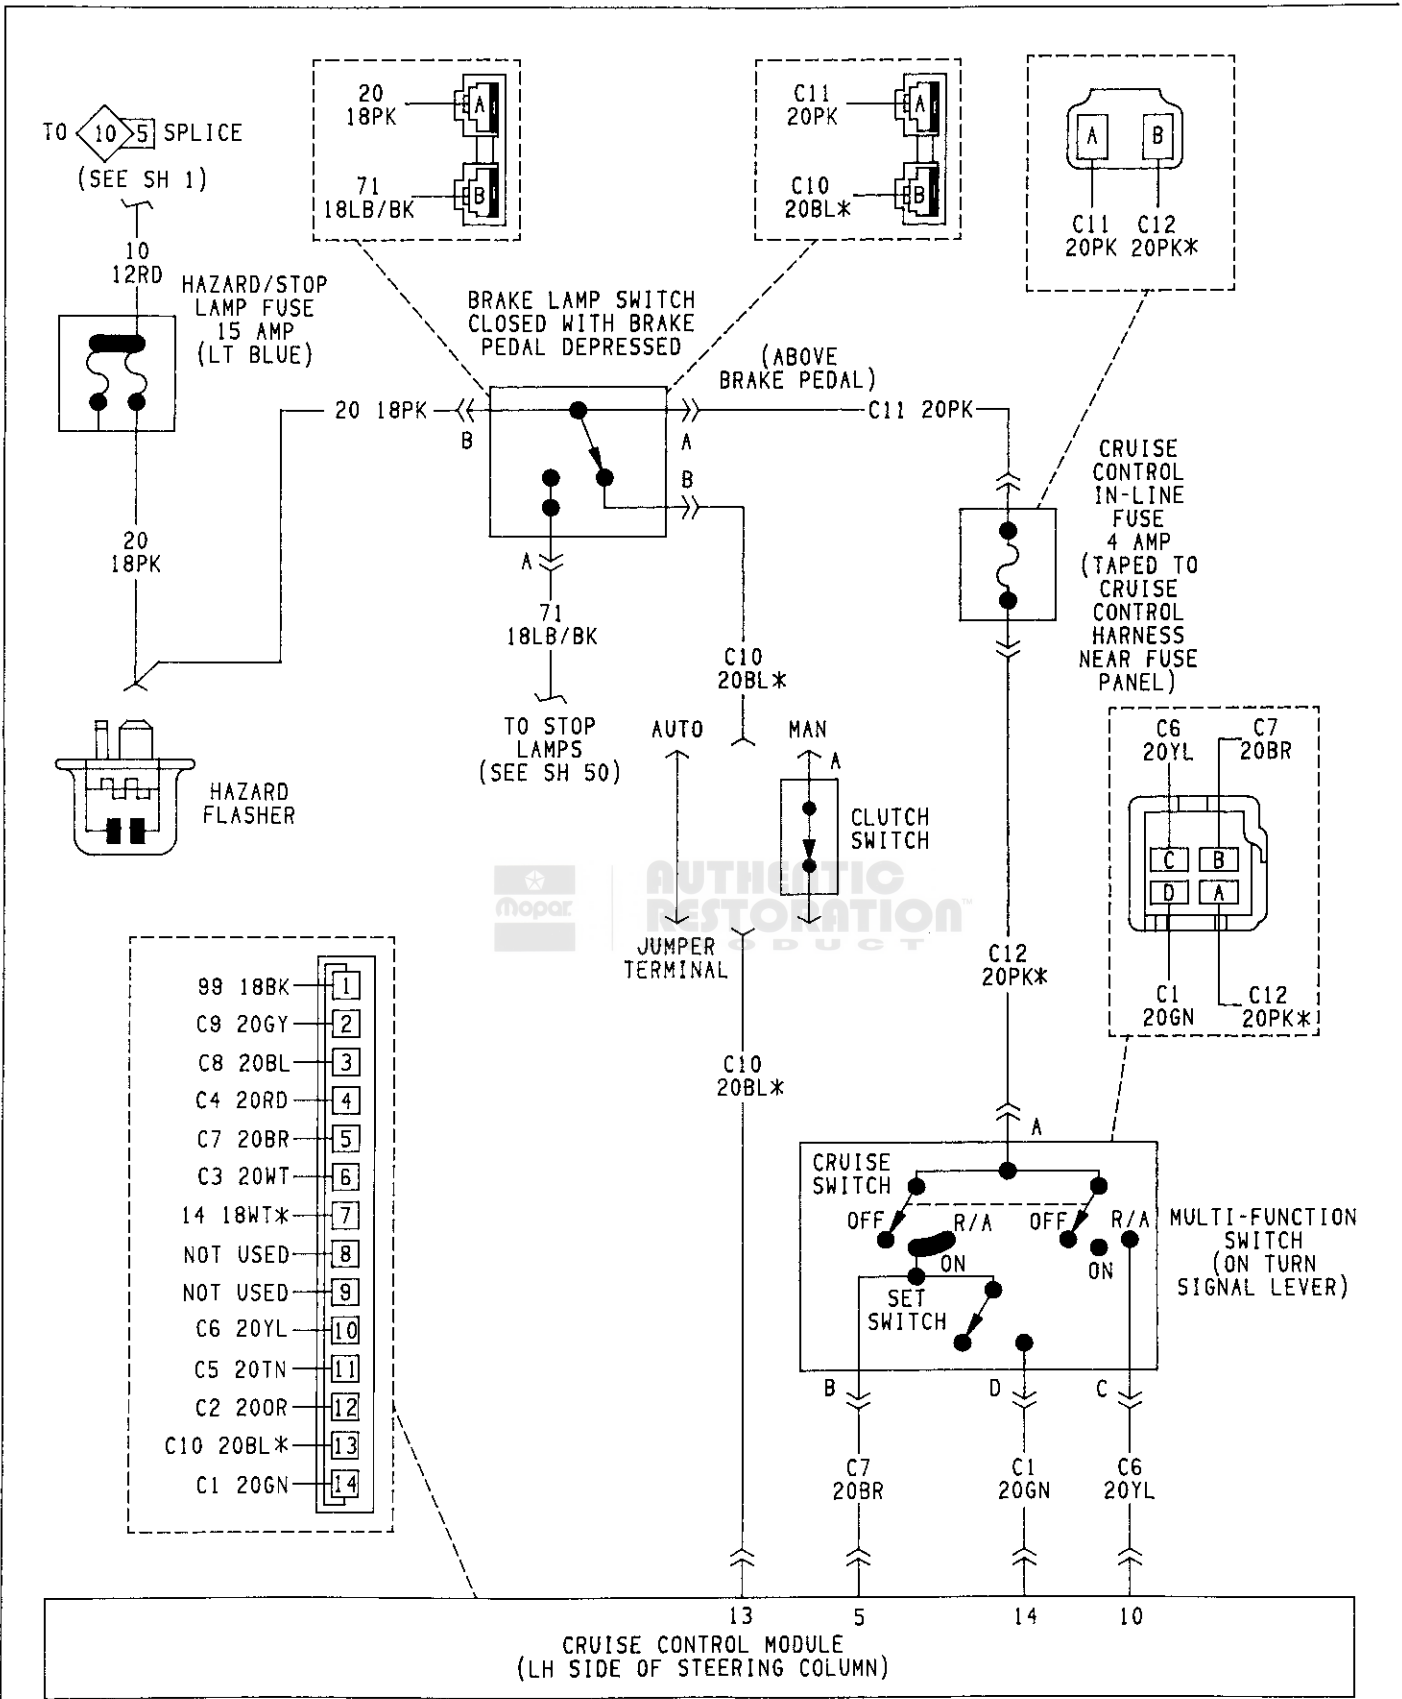 20
18PK
A
71
18LB/BK
B
C11
20PK
A
C10
20BL*
B
A
B
C11
20PK
C12
20PK*
TO 10 5 SPLICE
(SEE SH 1)
10
12RD
HAZARD/STOP
LAMP FUSE
15 AMP
(LT BLUE)
BRAKE LAMP SWITCH
CLOSED WITH BRAKE
PEDAL DEPRESSED
(ABOVE
BRAKE PEDAL)
20 18PK
B
A
C11 20PK
B
A
20
18PK
71
18LB/BK
TO STOP
LAMPS
(SEE SH 50)
C10
20BL*
CRUISE
CONTROL
IN-LINE
FUSE
4 AMP
(TAPED TO
CRUISE
CONTROL
HARNESS
NEAR FUSE
PANEL)
HAZARD
FLASHER
AUTO
MAN
A
CLUTCH
SWITCH
JUMPER
TERMINAL
Mopar
AUTHENTIC
RESTORATION™
PRODUCT
C6
20YL
C7
20BR
C
B
D
A
C1
20GN
C12
20PK*
C12
20PK*
C10
20BL*
99 18BK 1
C9 20GY 2
C8 20BL 3
C4 20RD 4
C7 20BR 5
C3 20WT 6
14 18WT* 7
NOT USED 8
NOT USED 9
C6 20YL 10
C5 20TN 11
C2 20OR 12
C10 20BL* 13
C1 20GN 14
A
CRUISE
SWITCH
OFF
R/A
ON
OFF
R/A
ON
SET
SWITCH
MULTI-FUNCTION
SWITCH
(ON TURN
SIGNAL LEVER)
B
D
C
C7
20BR
C1
20GN
C6
20YL
13
5
14
10
CRUISE CONTROL MODULE
(LH SIDE OF STEERING COLUMN)